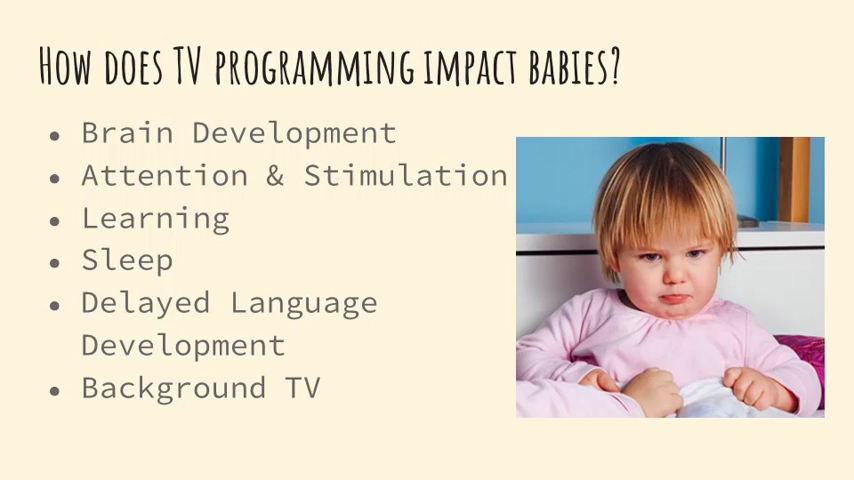 How does TV programming impact babies?
• Brain Development
• Attention & Stimulation
• Learning
• Sleep
• Delayed Language
Development
• Background TV